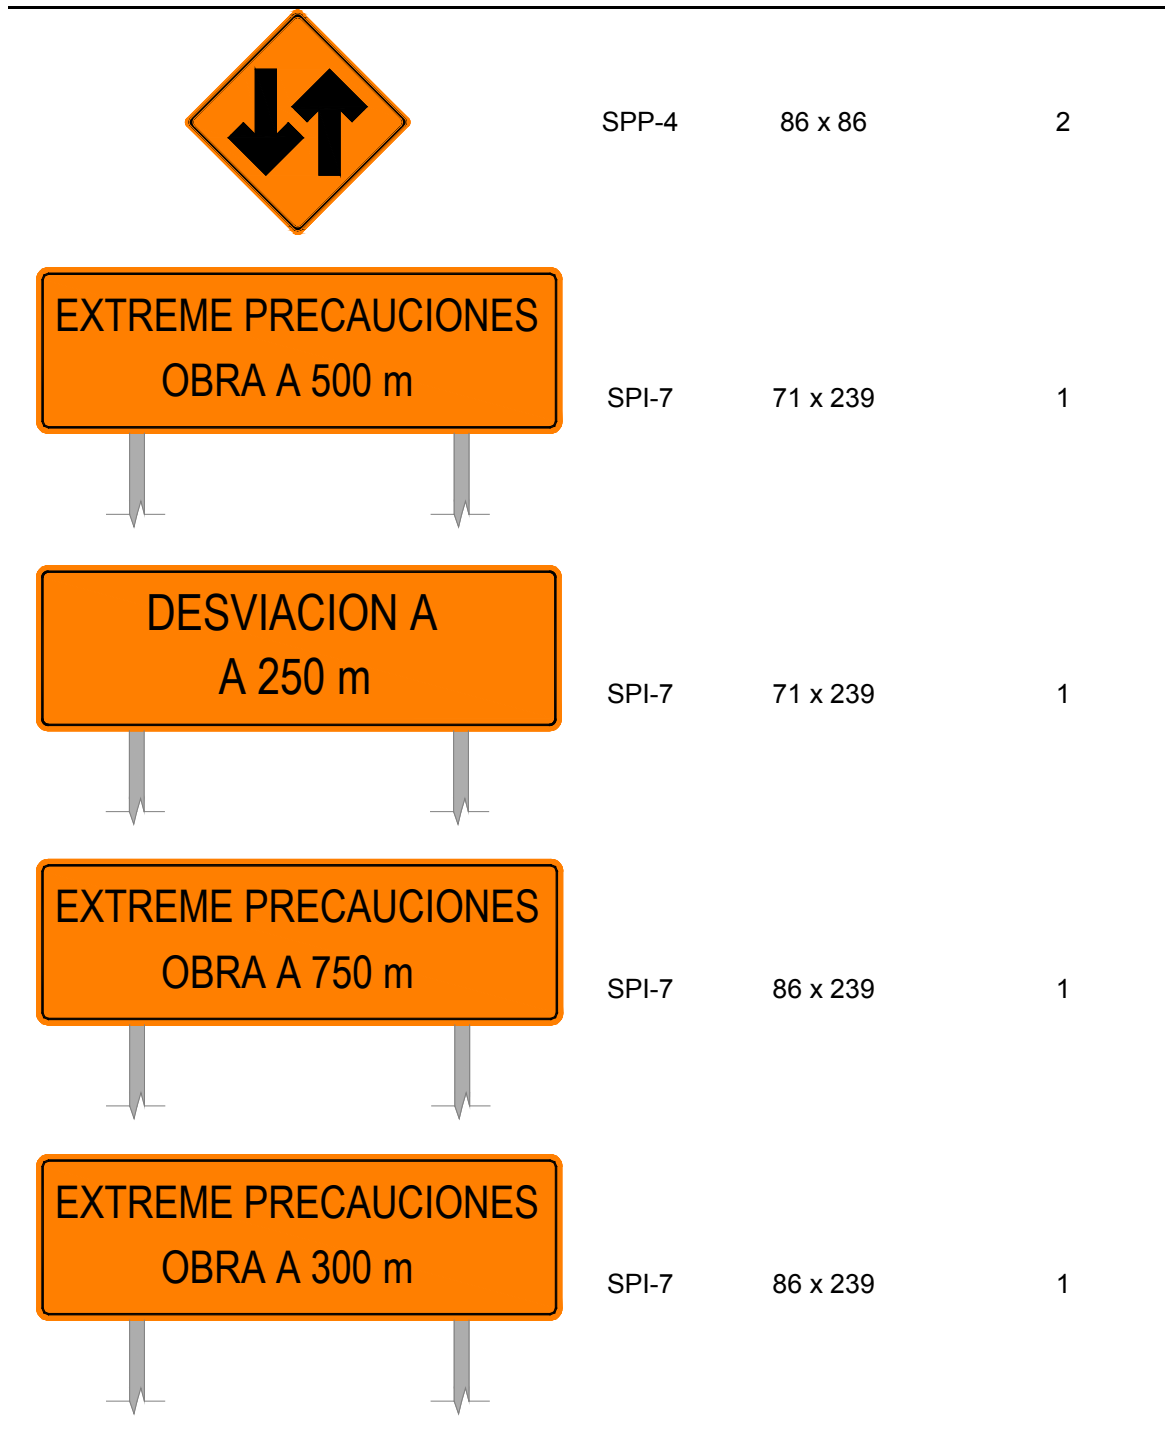 SPP-4 86 x 86 2
EXTREME PRECAUCIONES
OBRA A 500 m
SPI-7 71 x 239 1
DESVIACION A
A 250 m
SPI-7 71 x 239 1
EXTREME PRECAUCIONES
OBRA A 750 m
SPI-7 86 x 239 1
EXTREME PRECAUCIONES
OBRA A 300 m
SPI-7 86 x 239 1